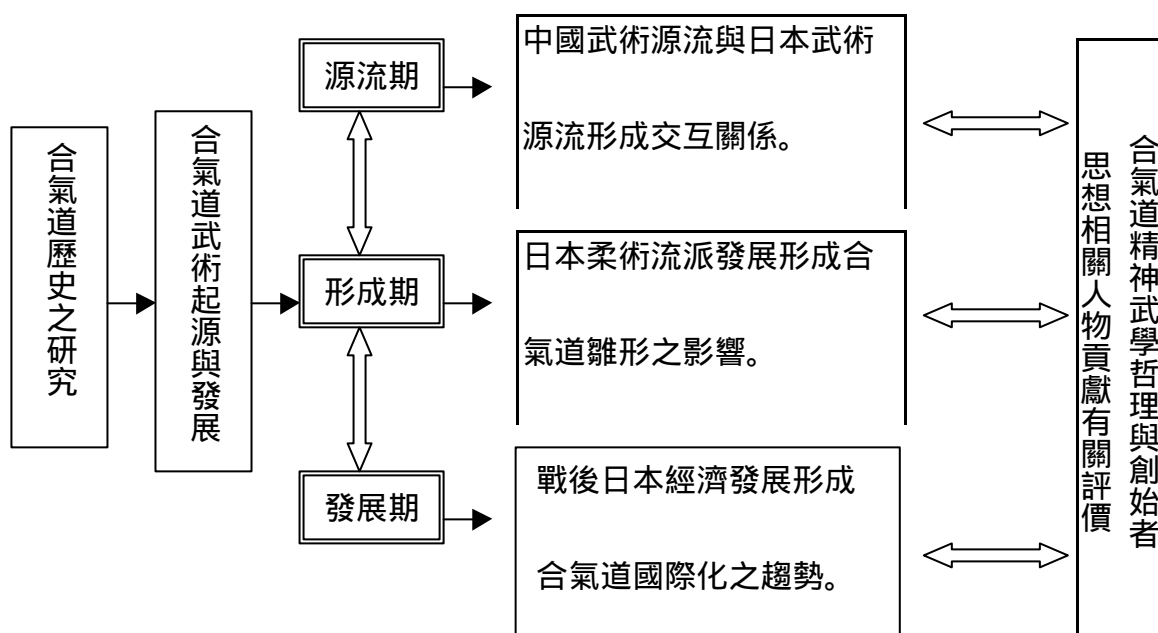 合氣道歷史之研究
合氣道武術起源與發展
源流期
中國武術源流與日本武術
源流形成交互關係。
形成期
日本柔術流派發展形成合
氣道雛形之影響。
發展期
戰後日本經濟發展形成
合氣道國際化之趨勢。
合氣道精神武學哲理與創始者
思想相關人物貢獻有關評價